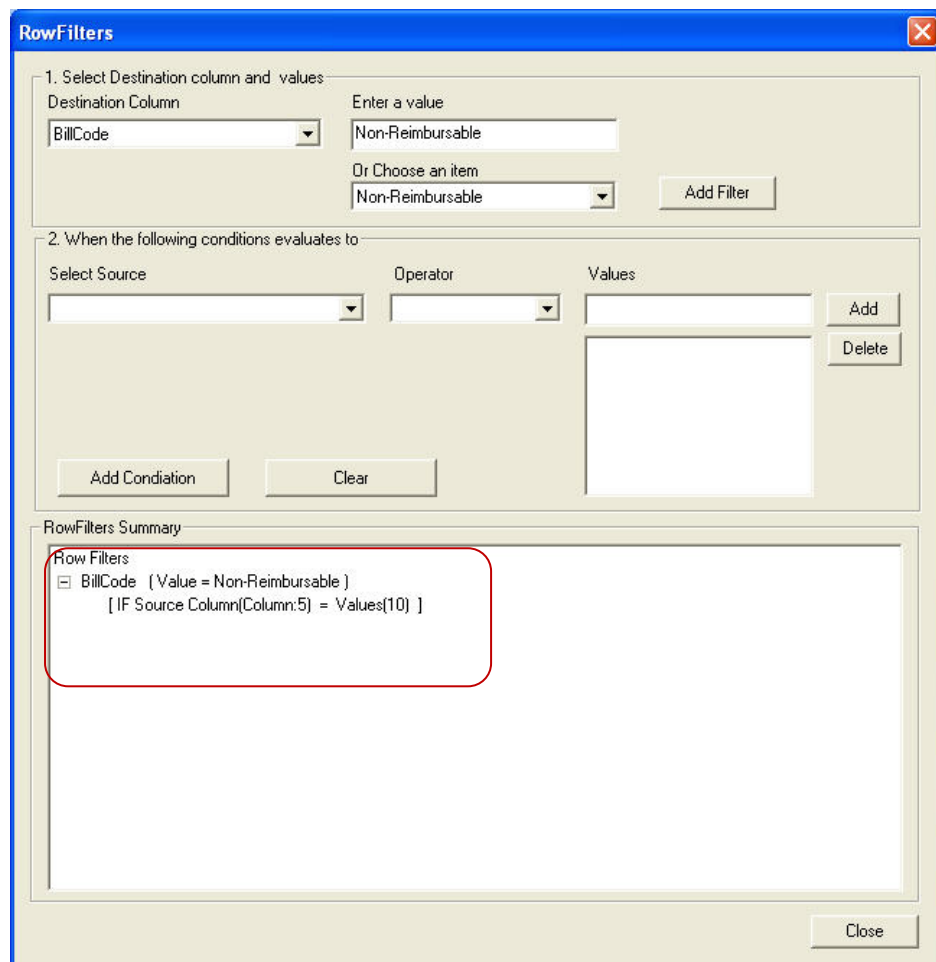 RowFilters
1. Select Destination column and values
Destination Column Enter a value
BillCode Non-Reimbursable
Or Choose an item
Non-Reimbursable Add Filter
2. When the following conditions evaluates to
Select Source Operator Values
Add
Delete
Add Condiation Clear
RowFilters Summary
Row Filters
BillCode ( Value = Non-Reimbursable )
[ IF Source Column(Column:5) = Values(10) ]
Close